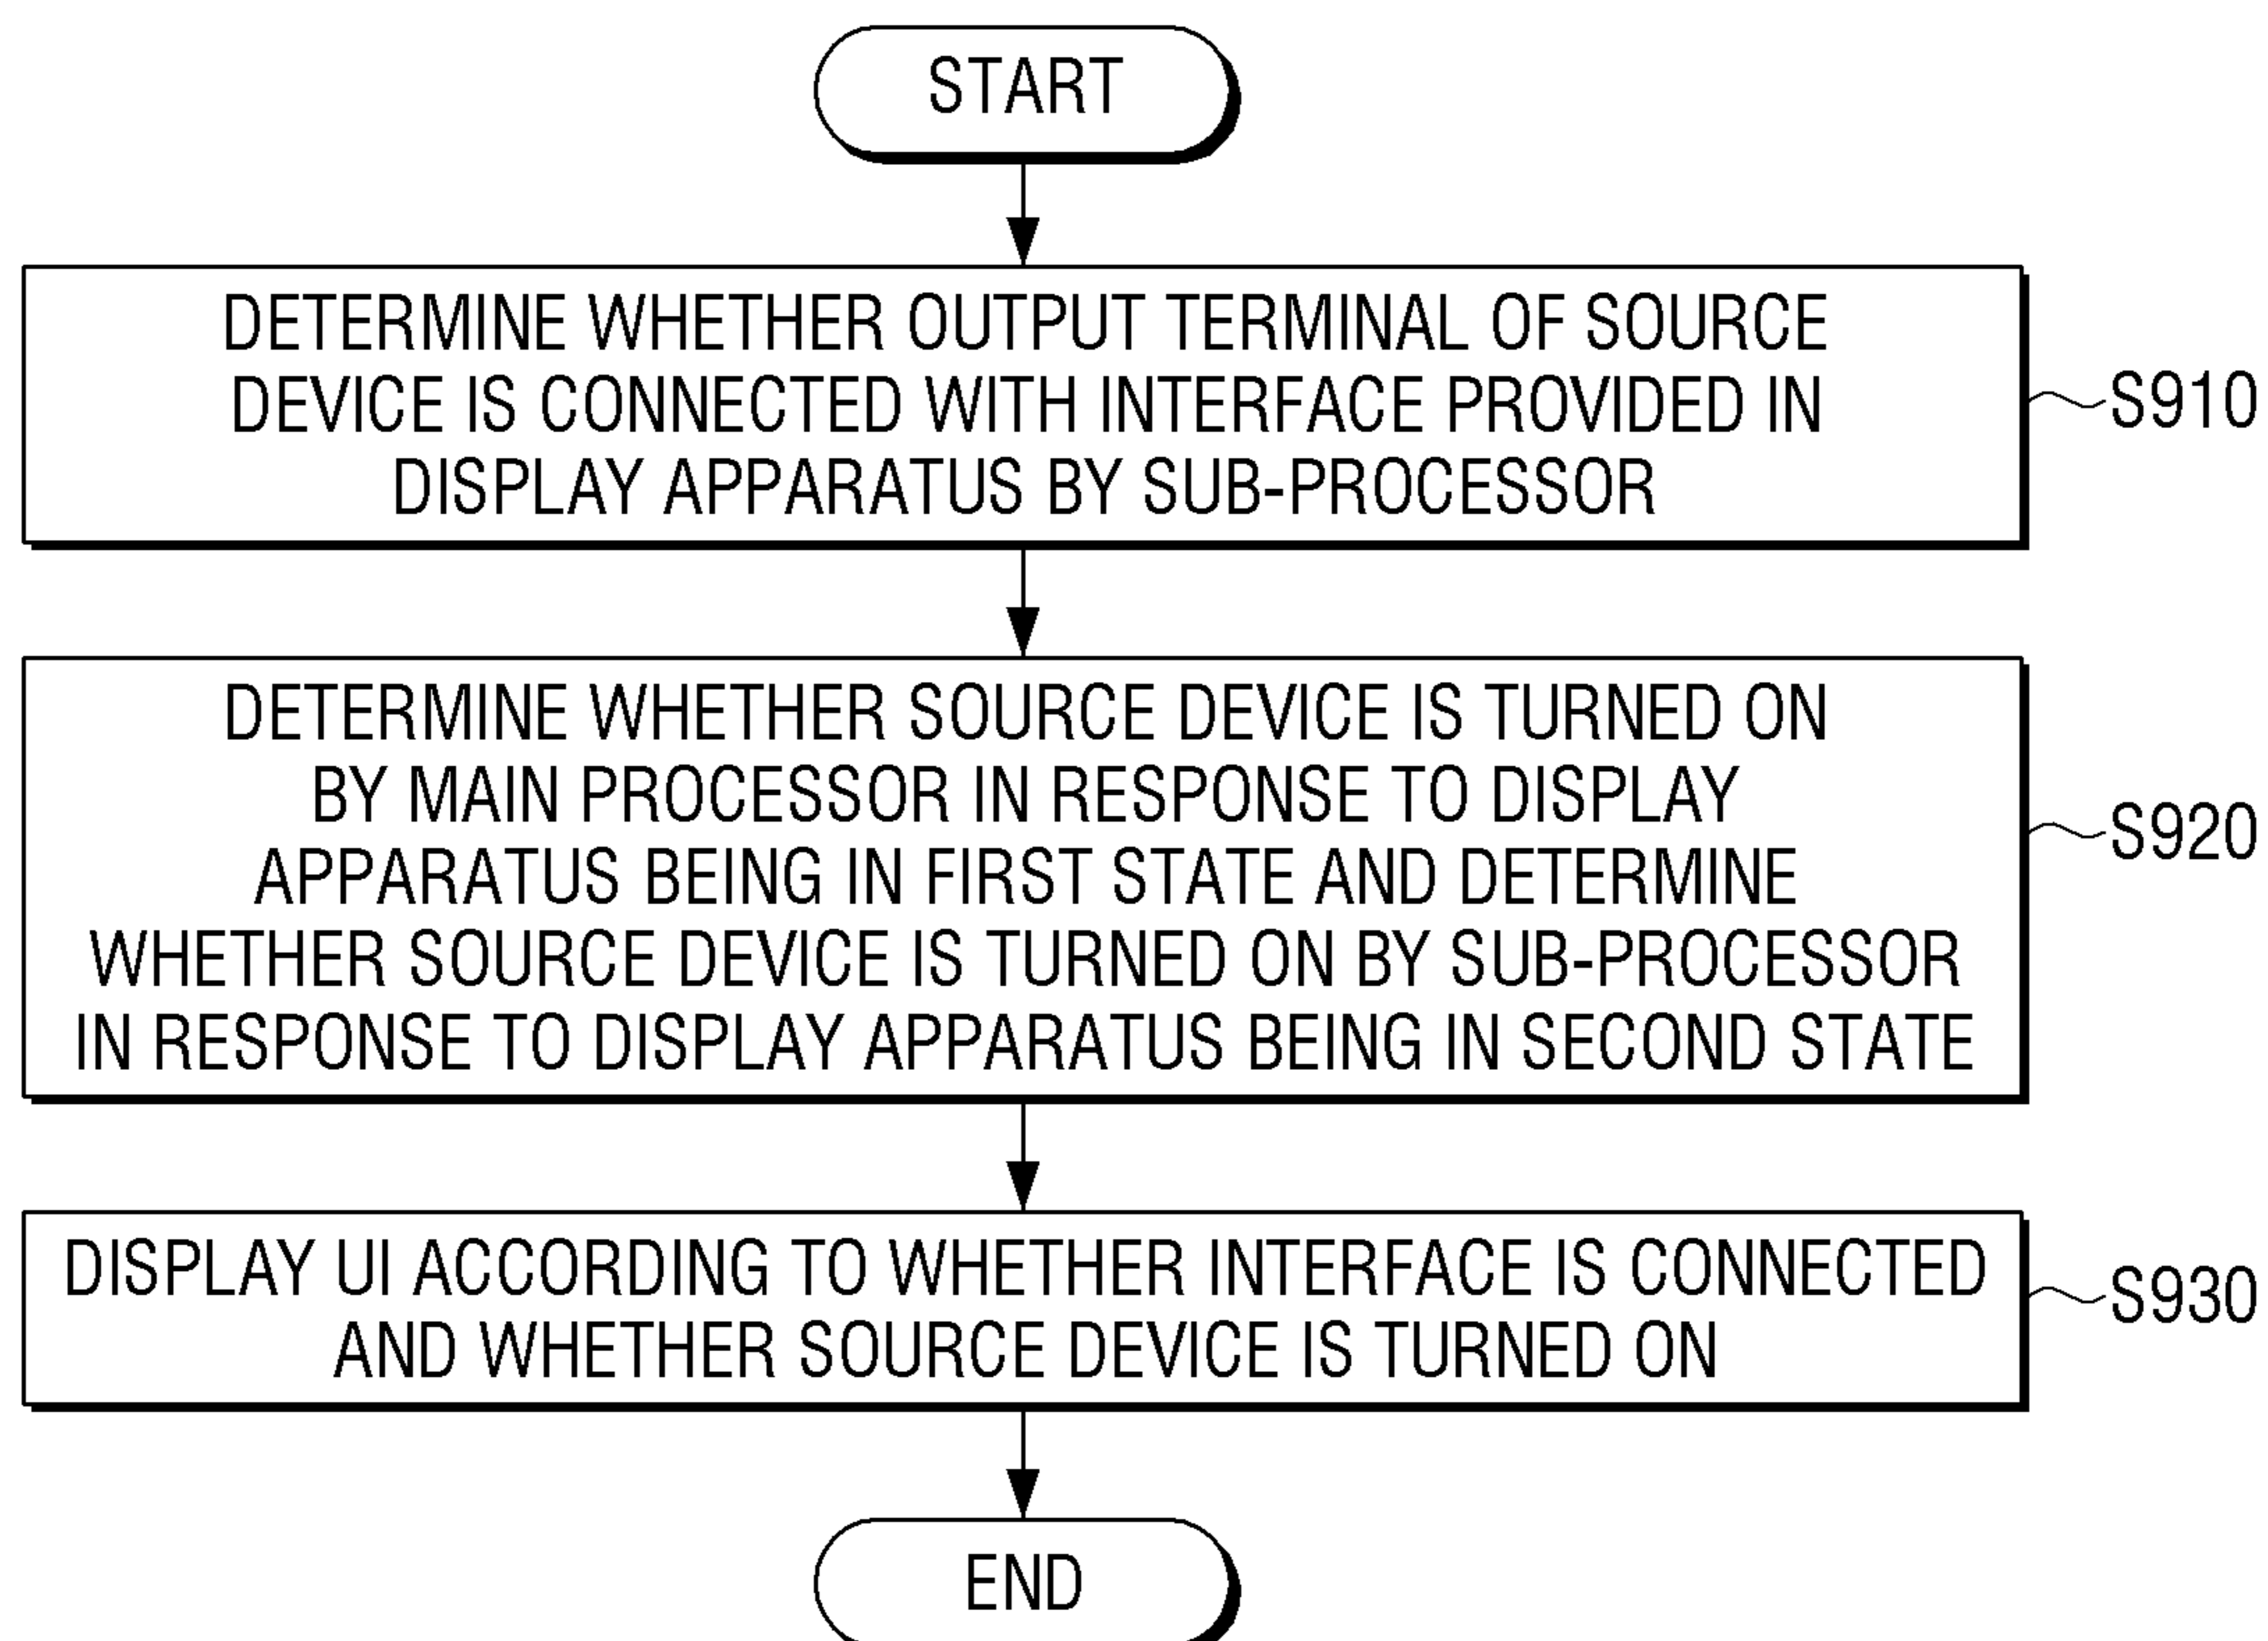 START
DETERMINE WHETHER OUTPUT TERMINAL OF SOURCE
DEVICE IS CONNECTED WITH INTERFACE PROVIDED IN
DISPLAY APPARATUS BY SUB-PROCESSOR
S910
DETERMINE WHETHER SOURCE DEVICE IS TURNED ON
BY MAIN PROCESSOR IN RESPONSE TO DISPLAY
APPARATUS BEING IN FIRST STATE AND DETERMINE
WHETHER SOURCE DEVICE IS TURNED ON BY SUB-PROCESSOR
IN RESPONSE TO DISPLAY APPARATUS BEING IN SECOND STATE
S920
DISPLAY UI ACCORDING TO WHETHER INTERFACE IS CONNECTED
AND WHETHER SOURCE DEVICE IS TURNED ON
S930
END